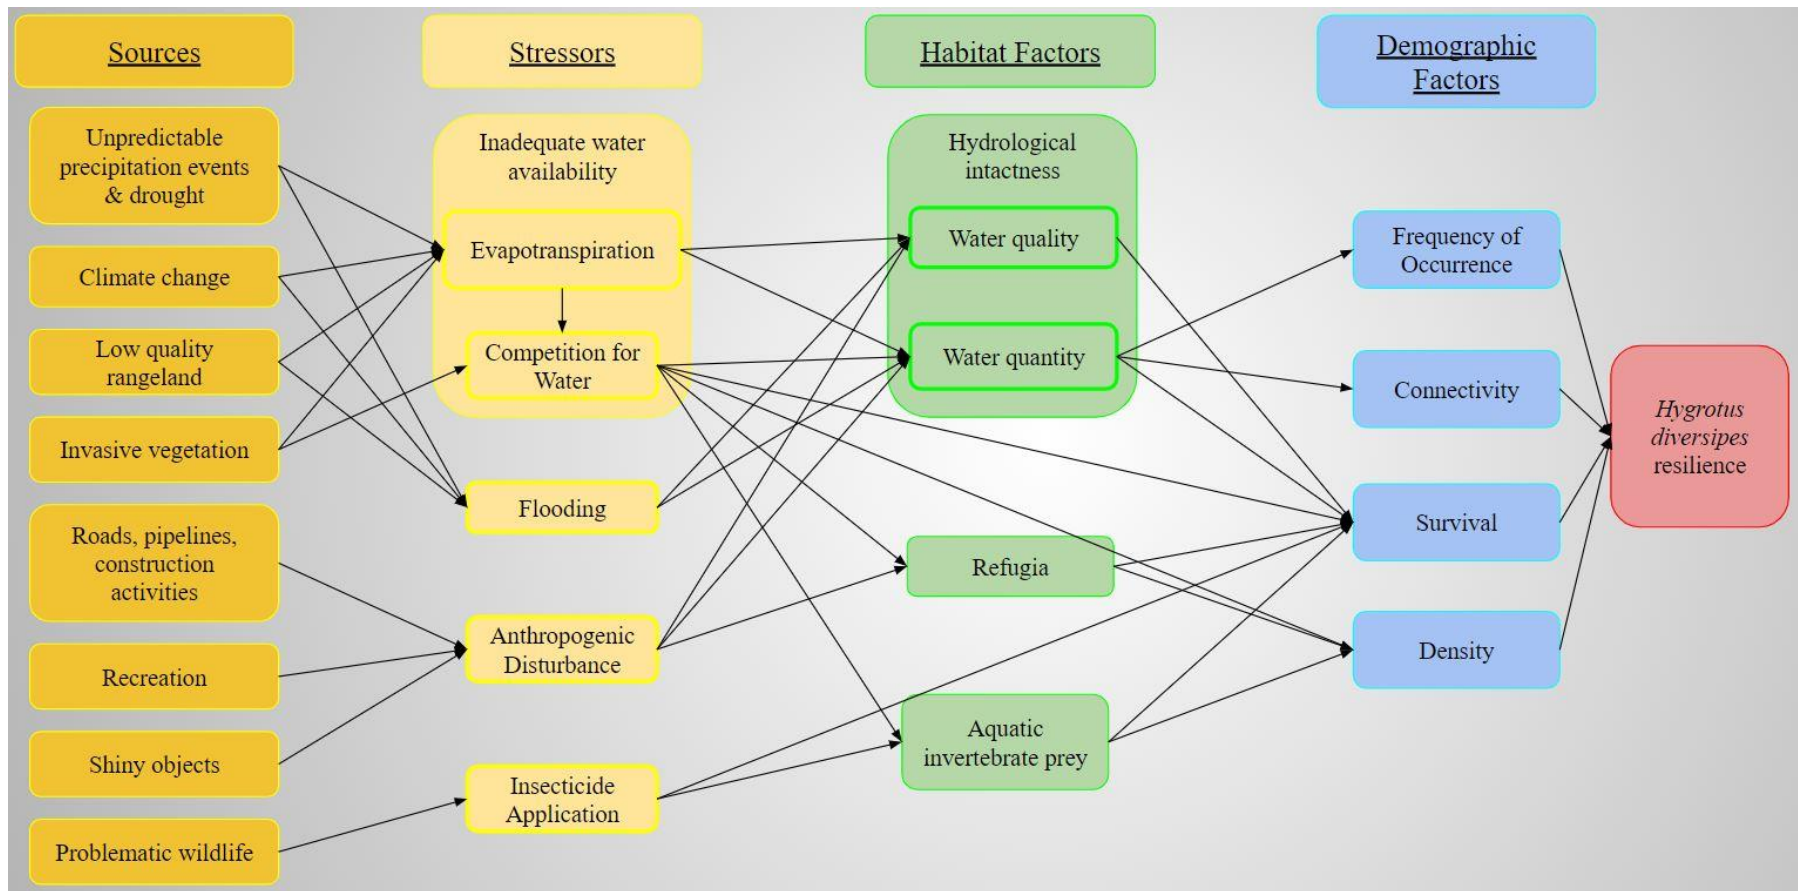 Sources
Unpredictable
precipitation events
& drought
Climate change
Low quality
rangeland
Invasive vegetation
Roads, pipelines,
construction
activities
Recreation
Shiny objects
Problematic wildlife
Stressors
Inadequate water
availability
Evapotranspiration
Competition for
Water
Flooding
Anthropogenic
Disturbance
Insecticide
Application
Habitat Factors
Hydrological
intactness
Water quality
Water quantity
Refugia
Aquatic
invertebrate prey
Demographic
Factors
Frequency of
Occurrence
Connectivity
Survival
Density
Hygrotus
diversipes
resilience